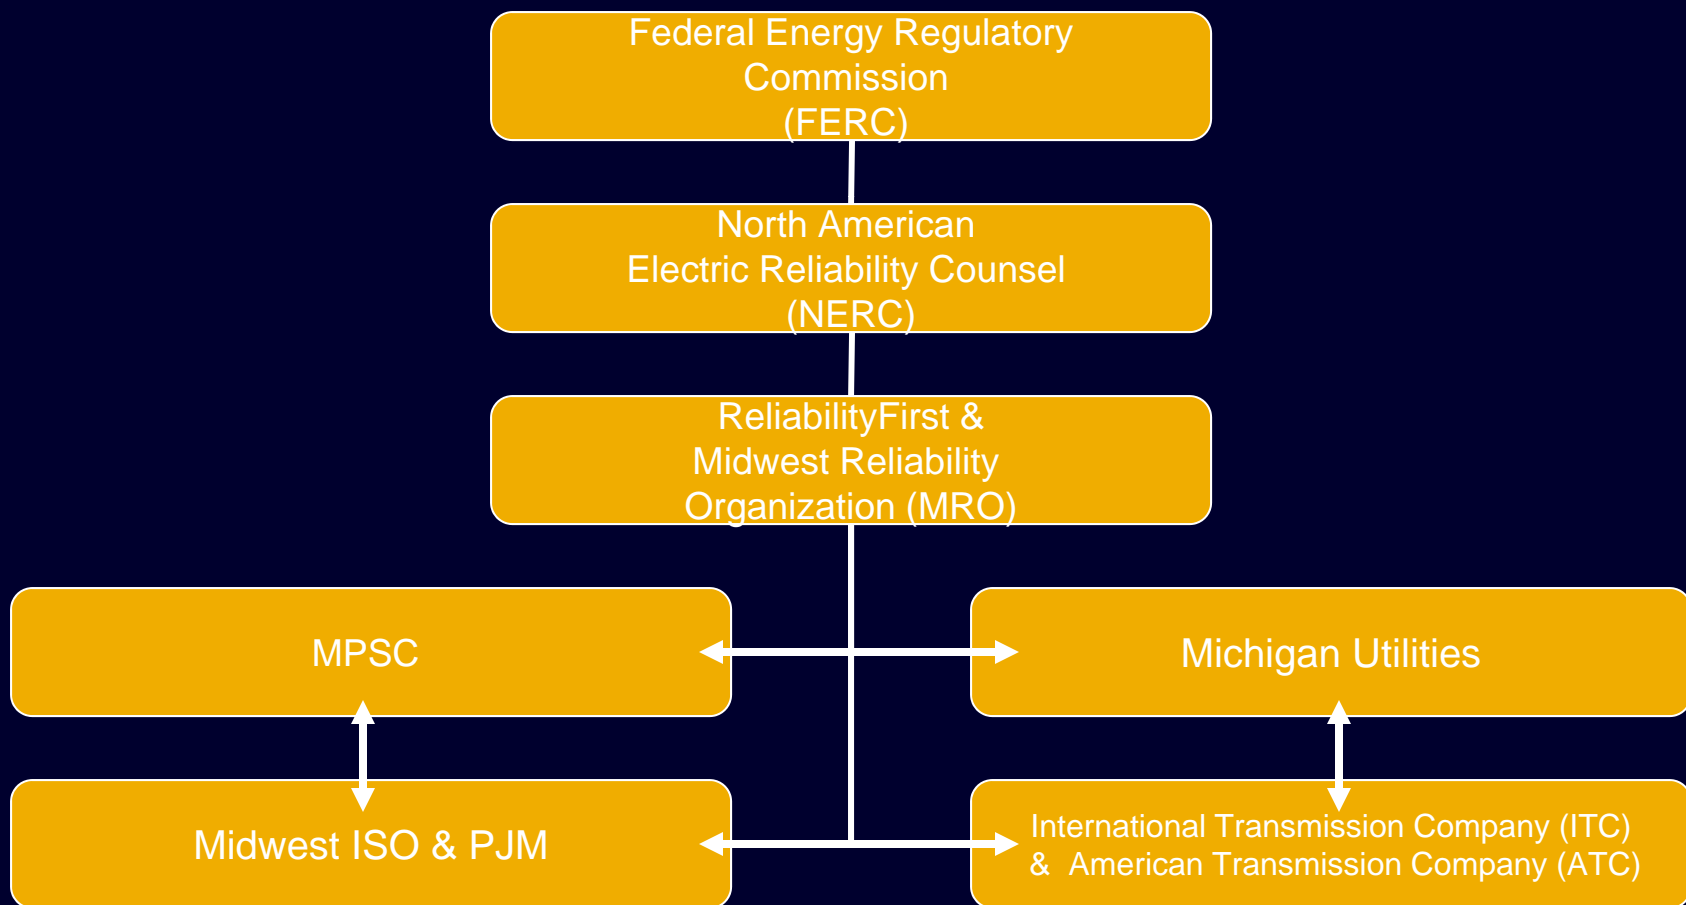 Federal Energy Regulatory
Commission
(FERC)
North American
Electric Reliability Counsel
(NERC)
ReliabilityFirst &
Midwest Reliability
Organization (MRO)
MPSC
Michigan Utilities
Midwest ISO & PJM
International Transmission Company (ITC)
& American Transmission Company (ATC)